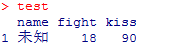 > test
name fight kiss
1 未知 18 90